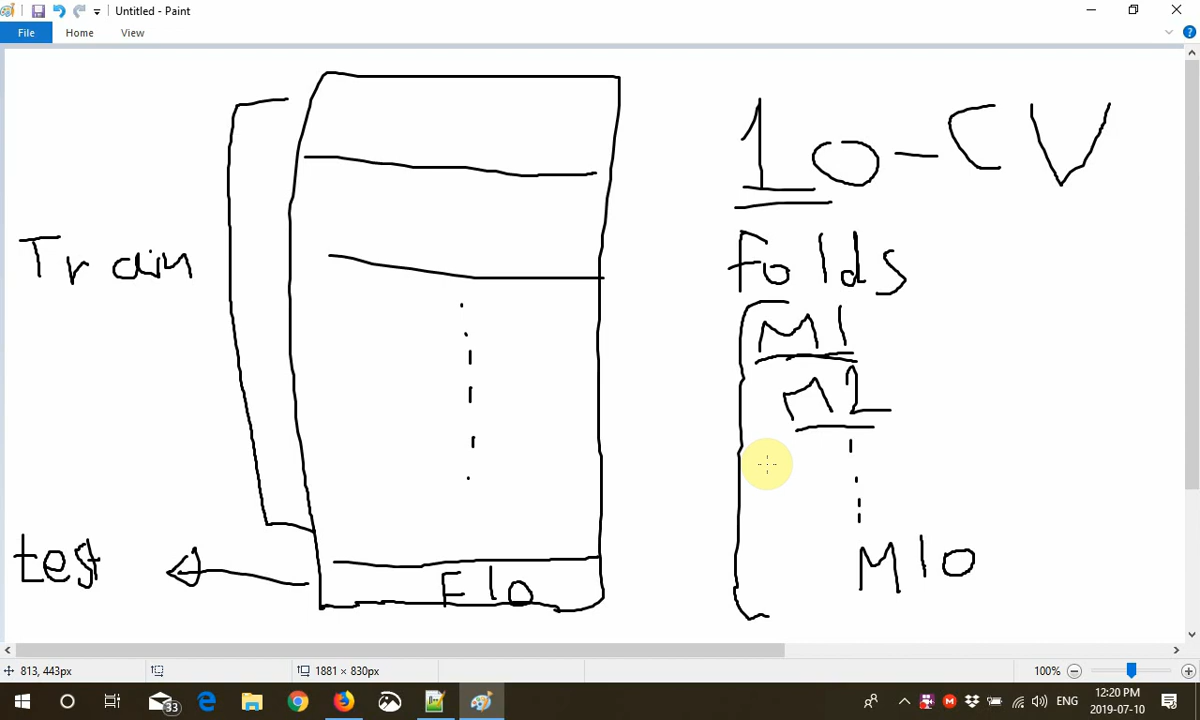 Untitled - Paint
File Home View
10-CV
Folds
Train
M1
M2
M10
test
F10
813, 443px
1881 × 830px
100%
33
ENG
12:20 PM
2019-07-10